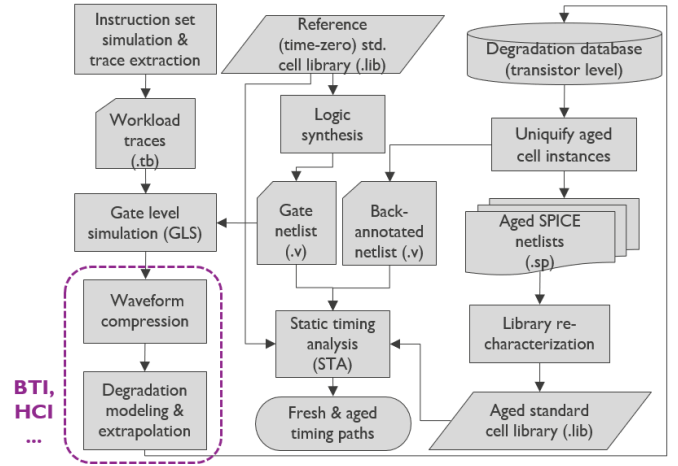 Instruction set
simulation &
trace extraction
Reference
(time-zero) std.
cell library (.lib)
Degradation database
(transistor level)
Workload
traces
(.tb)
Logic
synthesis
Uniquify aged
cell instances
Gate level
simulation (GLS)
Gate
netlist
(.v)
Back-
annotated
netlist (.v)
Aged SPICE
netlists
(.sp)
Waveform
compression
Static timing
analysis
(STA)
Library re-
characterization
BTI,
HCI
...
Degradation
modeling &
extrapolation
Fresh & aged
timing paths
Aged standard
cell library (.lib)